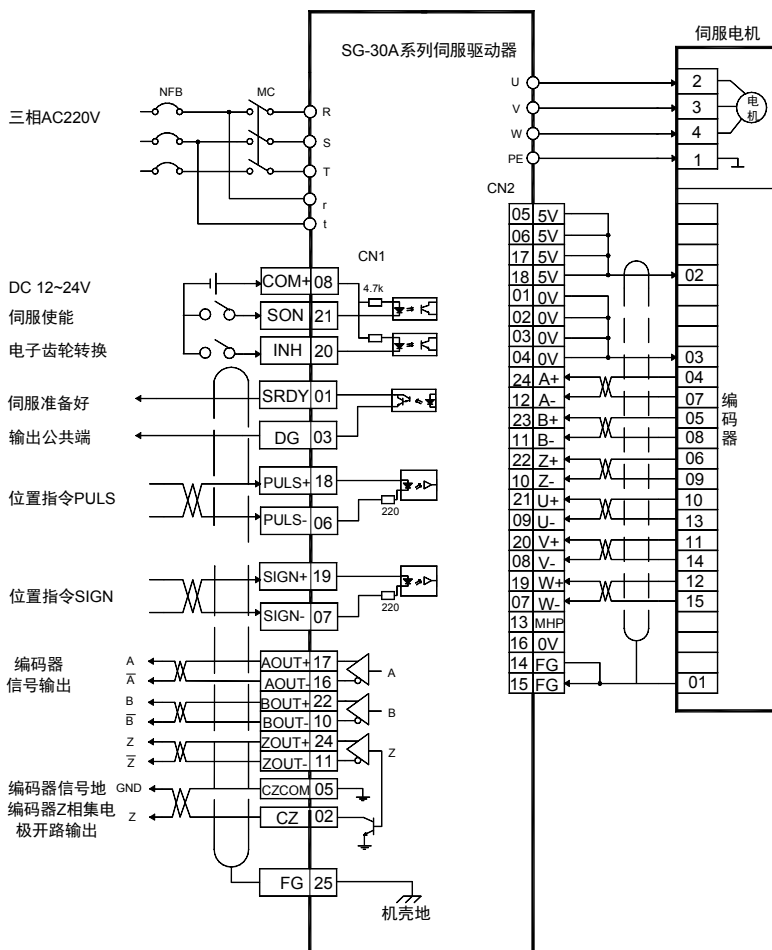 伺服电机
SG-30A系列伺服驱动器
NFB
MC
三相AC220V
R
S
T
r
t
U
V
W
PE
2
3
4
1
电机
CN2
CN1
05 5V
06 5V
17 5V
18 5V
02
01 0V
02 0V
03 0V
04 0V
03
24 A+
04
12 A-
07
23 B+
05
11 B-
08
22 Z+
06
10 Z-
09
21 U+
10
09 U-
13
20 V+
11
08 V-
14
19 W+
12
07 W-
15
13 MHP
16 0V
14 FG
15 FG
01
编码器
DC 12~24V
COM+ 08
4.7k
伺服使能
SON 21
电子齿轮转换
INH 20
伺服准备好
SRDY 01
输出公共端
DG 03
位置指令PULS
PULS+ 18
PULS- 06
220
位置指令SIGN
SIGN+ 19
SIGN- 07
220
编码器
信号输出
A
A
AOUT+ 17
AOUT- 16
A
B
B
BOUT+ 22
BOUT- 10
B
Z
Z
ZOUT+ 24
ZOUT- 11
Z
编码器信号地 GND
CZCOM 05
编码器Z相集电
极开路输出
Z
CZ 02
FG 25
机壳地